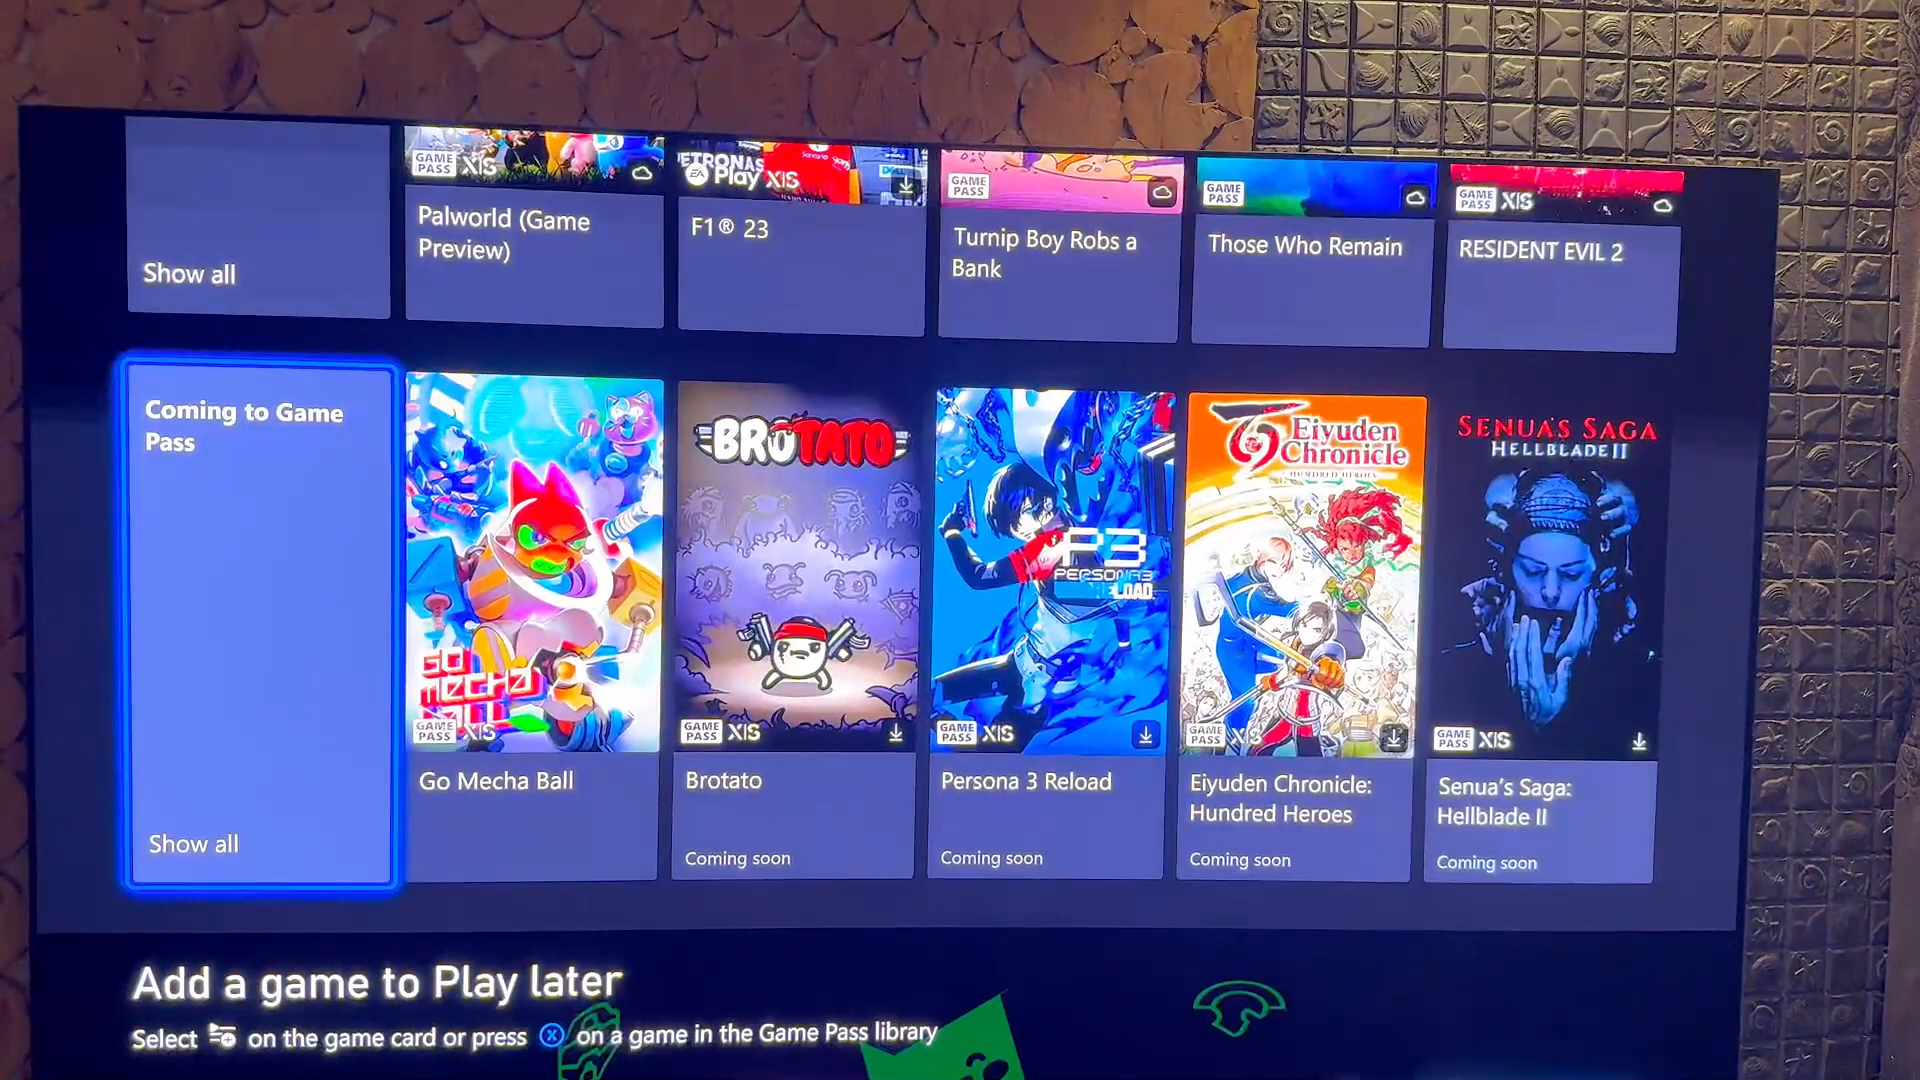 Show all
GAME PASS X|S
Palworld (Game
Preview)
ETRONAS
EA Play X|S
F1® 23
GAME PASS
Turnip Boy Robs a
Bank
GAME PASS
Those Who Remain
GAME PASS X|S
RESIDENT EVIL 2
Coming to Game
Pass
Show all
GO
MECHA
BALL
GAME PASS X|S
Go Mecha Ball
BROTATO
GAME PASS X|S
Brotato
Coming soon
P3
PERSONA3
RELOAD
GAME PASS X|S
Persona 3 Reload
Coming soon
Eiyuden
Chronicle
HUNDRED HEROES
GAME PASS X|S
Eiyuden Chronicle:
Hundred Heroes
Coming soon
SENUA'S SAGA
HELLBLADE II
GAME PASS X|S
Senua's Saga:
Hellblade II
Coming soon
Add a game to Play later
Select on the game card or press X on a game in the Game Pass library